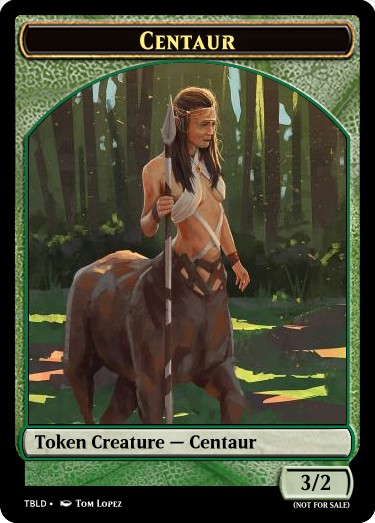 Centaur
Token Creature — Centaur
3/2
TBLD • Tom Lopez
(NOT FOR SALE)